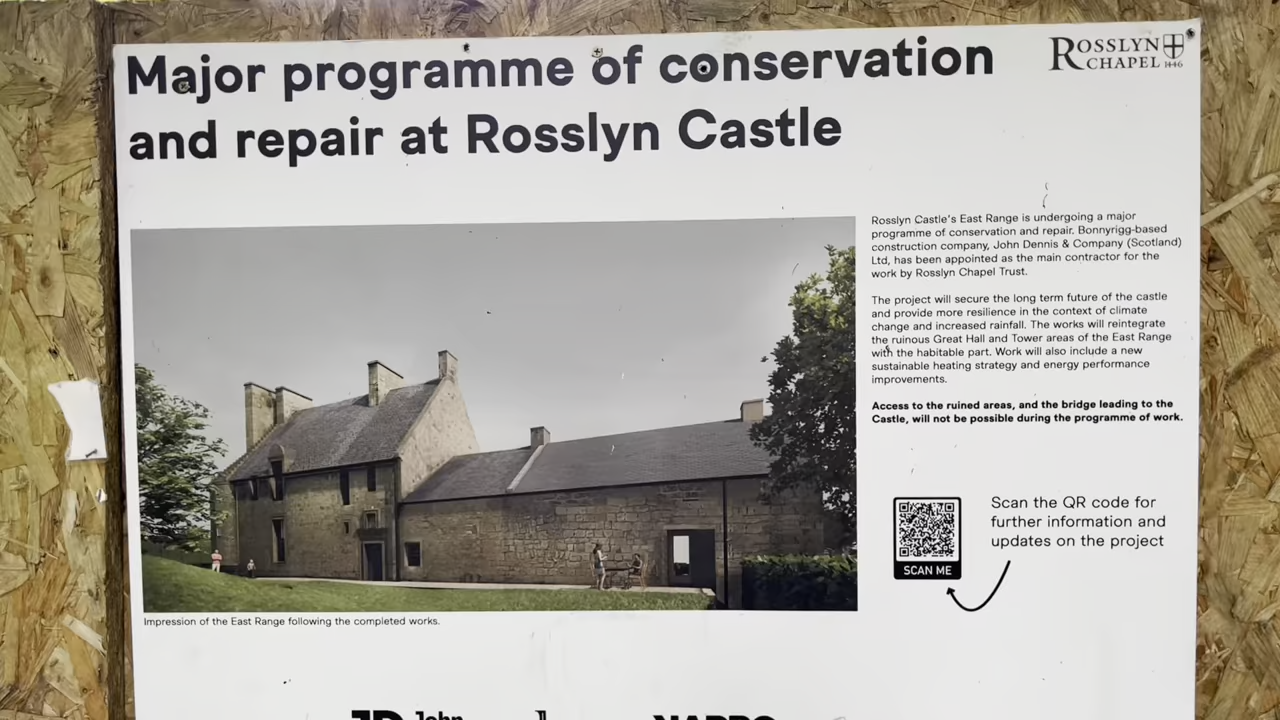 Major programme of conservation
and repair at Rosslyn Castle
ROSSLYN
CHAPEL 1446
Rosslyn Castle's East Range is undergoing a major
programme of conservation and repair. Bonnyrigg-based
construction company, John Dennis & Company (Scotland)
Ltd, has been appointed as the main contractor for the
work by Rosslyn Chapel Trust.
The project will secure the long term future of the castle
and provide more resilience in the context of climate
change and increased rainfall. The works will reintegrate
the ruinous Great Hall and Tower areas of the East Range
with the habitable part. Work will also include a new
sustainable heating strategy and energy performance
improvements.
Access to the ruined areas, and the bridge leading to the
Castle, will not be possible during the programme of work.
Scan the QR code for
further information and
updates on the project
SCAN ME
Impression of the East Range following the completed works.
JD John